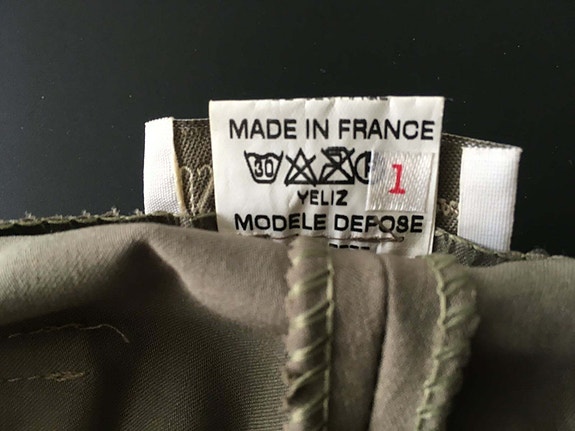 MADE IN FRANCE
30
1
YELIZ
MODELE DEPOSE